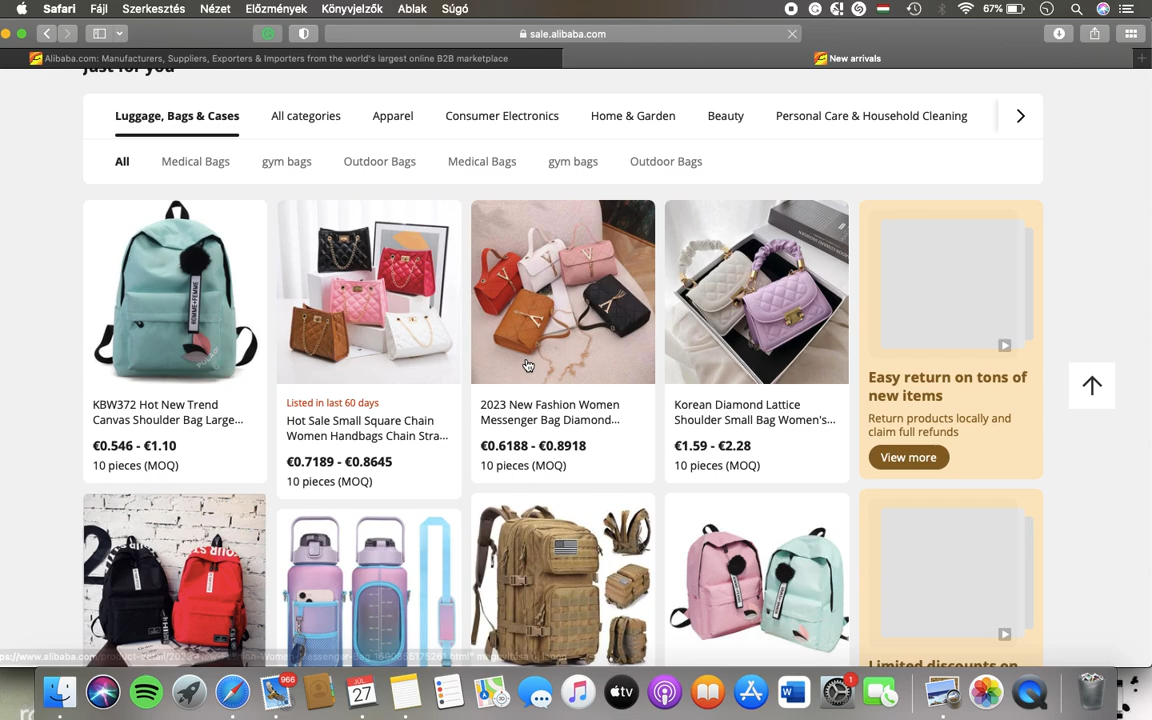 Safari Fájl Szerkesztés Nézet Előzmények Könyvjelzők Ablak Súgó 67%
sale.alibaba.com
Alibaba.com: Manufacturers, Suppliers, Exporters & Importers from the world's largest online B2B marketplace
New arrivals
Just for you
Luggage, Bags & Cases All categories Apparel Consumer Electronics Home & Garden Beauty Personal Care & Household Cleaning
All Medical Bags gym bags Outdoor Bags Medical Bags gym bags Outdoor Bags
KBW372 Hot New Trend
Canvas Shoulder Bag Large...
€0.546 - €1.10
10 pieces (MOQ)
Listed in last 60 days
Hot Sale Small Square Chain
Women Handbags Chain Stra...
€0.7189 - €0.8645
10 pieces (MOQ)
2023 New Fashion Women
Messenger Bag Diamond...
€0.6188 - €0.8918
10 pieces (MOQ)
Korean Diamond Lattice
Shoulder Small Bag Women's...
€1.59 - €2.28
10 pieces (MOQ)
Easy return on tons of
new items
Return products locally and
claim full refunds
View more
Limited discounts on
966
JUL
27
tv
1